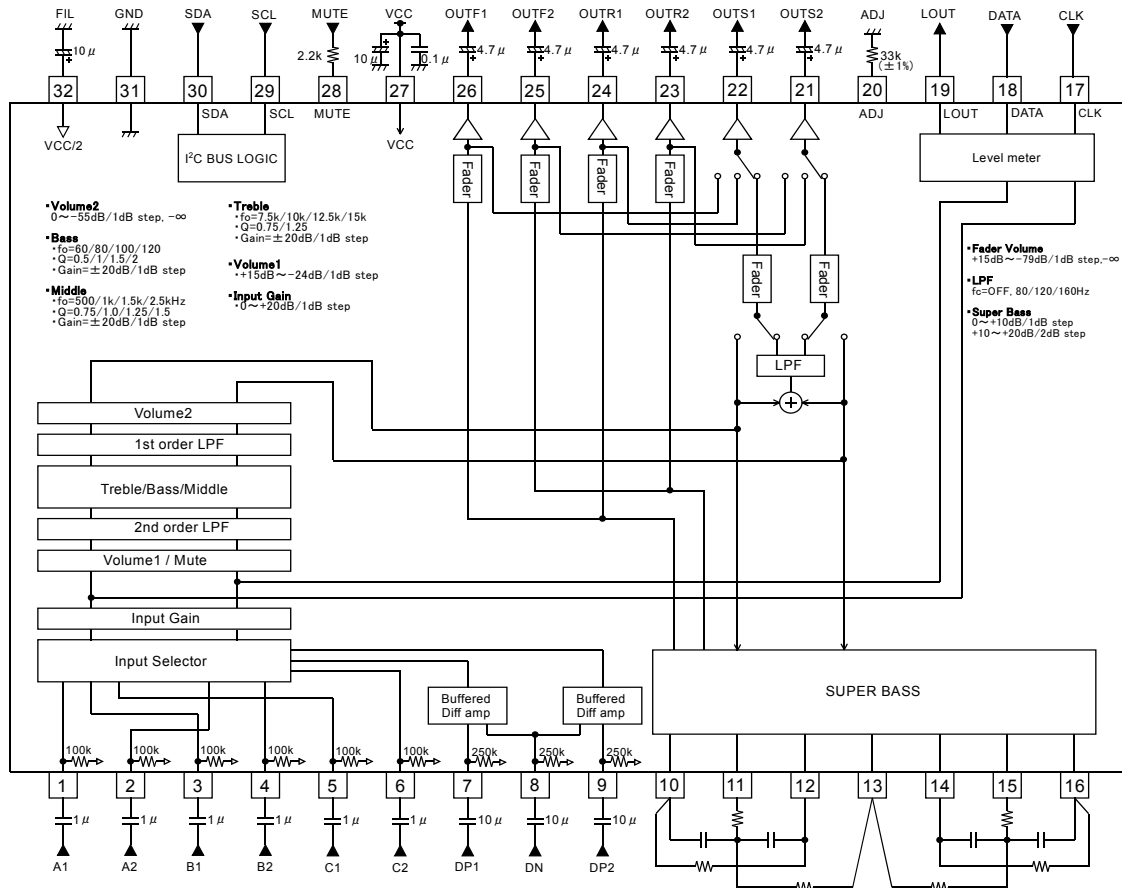 FIL GND SDA SCL MUTE VCC OUTF1 OUTF2 OUTR1 OUTR2 OUTS1 OUTS2 ADJ LOUT DATA CLK
10μ 2.2k 10μ 0.1μ 4.7μ 4.7μ 4.7μ 4.7μ 4.7μ 4.7μ 33k
(±1%)
32 31 30 29 28 27 26 25 24 23 22 21 20 19 18 17
SDA SCL MUTE ADJ LOUT DATA CLK
VCC/2 I²C BUS LOGIC VCC Fader Fader Fader Fader Level meter
・Volume2
0～−55dB/1dB step, −∞
・Bass
・fo=60/80/100/120
・Q=0.5/1/1.5/2
・Gain=±20dB/1dB step
・Middle
・fo=500/1k/1.5k/2.5kHz
・Q=0.75/1.0/1.25/1.5
・Gain=±20dB/1dB step
・Treble
・fo=7.5k/10k/12.5k/15k
・Q=0.75/1.25
・Gain=±20dB/1dB step
・Volume1
・+15dB～−24dB/1dB step
・Input Gain
・0～+20dB/1dB step
・Fader Volume
+15dB～−79dB/1dB step,−∞
・LPF
fc=OFF, 80/120/160Hz
・Super Bass
0～+10dB/1dB step
+10～+20dB/2dB step
Fader Fader
LPF
+
Volume2
1st order LPF
Treble/Bass/Middle
2nd order LPF
Volume1 / Mute
Input Gain
Input Selector
Buffered
Diff amp
Buffered
Diff amp
SUPER BASS
100k 100k 100k 100k 100k 100k 250k 250k 250k
1 2 3 4 5 6 7 8 9 10 11 12 13 14 15 16
1μ 1μ 1μ 1μ 1μ 1μ 10μ 10μ 10μ
A1 A2 B1 B2 C1 C2 DP1 DN DP2